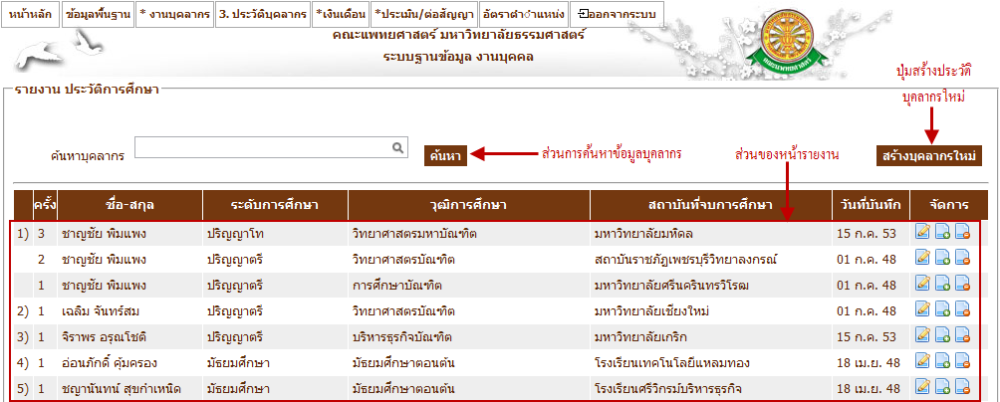 หน้าหลัก ข้อมูลพื้นฐาน * งานบุคลากร 3. ประวัติบุคลากร *เงินเดือน *ประเมิน/ต่อสัญญา อัตราตำแหน่ง ออกจากระบบ
คณะแพทยศาสตร์ มหาวิทยาลัยธรรมศาสตร์
ระบบฐานข้อมูล งานบุคคล
ปุ่มสร้างประวัติ
บุคลากรใหม่
รายงาน ประวัติการศึกษา
ค้นหาบุคลากร ค้นหา ส่วนการค้นหาข้อมูลบุคลากร ส่วนของหน้ารายงาน สร้างบุคลากรใหม่
ครั้ง ชื่อ-สกุล ระดับการศึกษา วุฒิการศึกษา สถาบันที่จบการศึกษา วันที่บันทึก จัดการ
1) 3 ชาญชัย พิมแพง ปริญญาโท วิทยาศาสตรมหาบัณฑิต มหาวิทยาลัยมหิดล 15 ก.ค. 53
2 ชาญชัย พิมแพง ปริญญาตรี วิทยาศาสตรบัณฑิต สถาบันราชภัฏเพชรบุรีวิทยาลงกรณ์ 01 ก.ค. 48
1 ชาญชัย พิมแพง ปริญญาตรี การศึกษาบัณฑิต มหาวิทยาลัยศรีนครินทรวิโรฒ 01 ก.ค. 48
2) 1 เฉลิม จันทร์สม ปริญญาตรี วิทยาศาสตรบัณฑิต มหาวิทยาลัยเชียงใหม่ 01 ก.ค. 48
3) 1 จิราพร อรุณโชติ ปริญญาตรี บริหารธุรกิจบัณฑิต มหาวิทยาลัยเกริก 15 ก.ค. 53
4) 1 อ่อนภักดิ์ คุ้มครอง มัธยมศึกษา มัธยมศึกษาตอนต้น โรงเรียนเทคโนโลยีแหลมทอง 18 เม.ย. 48
5) 1 ชญานันทน์ สุขกำเหนิด มัธยมศึกษา มัธยมศึกษาตอนต้น โรงเรียนศรีวิกรม์บริหารธุรกิจ 18 เม.ย. 48